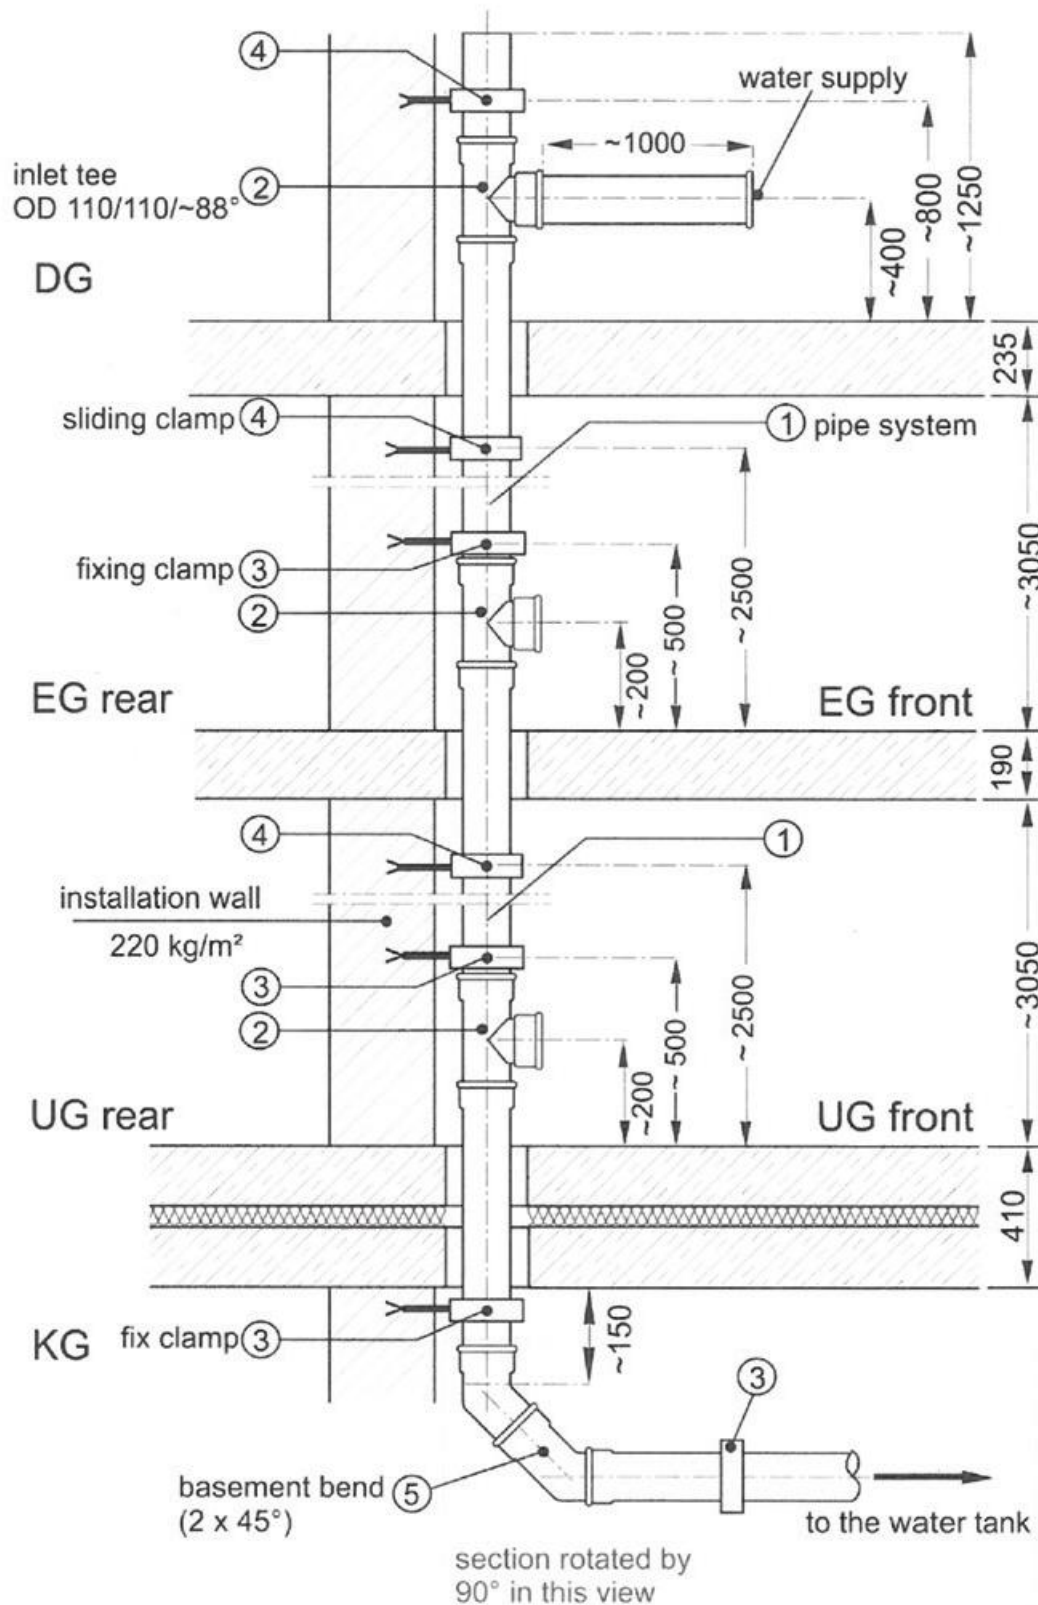 ④
water supply
~1000
inlet tee
② 
OD 110/110/~88°
~400
~800
~1250
DG
235
sliding clamp ④
① pipe system
fixing clamp ③
②
~200
~ 500
~2500
~3050
EG rear
EG front
190
④
①
installation wall
220 kg/m²
③
②
~200
~ 500
~2500
~3050
UG rear
UG front
410
KG
fix clamp ③
~150
③
basement bend ⑤
(2 x 45°)
to the water tank
section rotated by
90° in this view